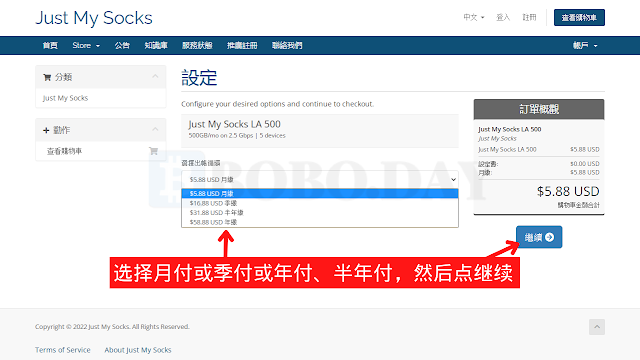 Just My Socks
中文
登入
註冊
查看購物車
首頁
Store
公告
知識庫
服務狀態
推廣註冊
聯絡我們
帳戶
分類
Just My Socks
動作
查看購物車
設定
Configure your desired options and continue to checkout.
Just My Socks LA 500
500GB/mo on 2.5 Gbps | 5 devices
選擇出帳循環
$5.88 USD 月繳
$5.88 USD 月繳
$16.88 USD 季繳
$31.88 USD 半年繳
$58.88 USD 年繳
訂單概觀
Just My Socks LA 500
Just My Socks
Just My Socks LA 500 $5.88 USD
設定費: $0.00 USD
月繳: $5.88 USD
$5.88 USD
購物車金額合計
繼續
BOBO.DAY
选择月付或季付或年付、半年付，然后点继续
Copyright © 2022 Just My Socks. All Rights Reserved.
Terms of Service
About Just My Socks